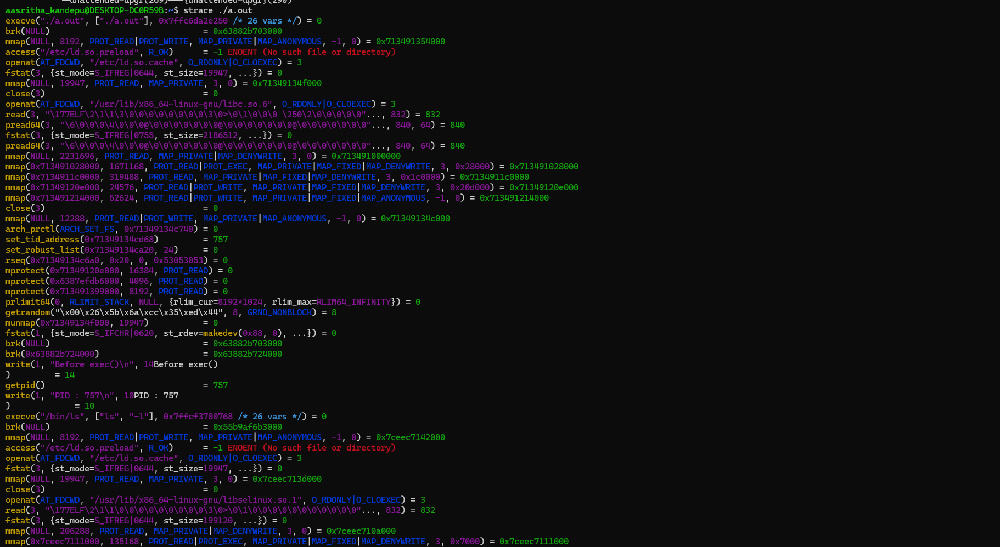 —unattended-upgr(289)———{unattended-upgr}(290)
aasritha_kandepu@DESKTOP-DC0R59B:~$ strace ./a.out
execve("./a.out", ["./a.out"], 0x7ffc6da2e250 /* 26 vars */) = 0
brk(NULL)                               = 0x63882b703000
mmap(NULL, 8192, PROT_READ|PROT_WRITE, MAP_PRIVATE|MAP_ANONYMOUS, -1, 0) = 0x713491354000
access("/etc/ld.so.preload", R_OK)      = -1 ENOENT (No such file or directory)
openat(AT_FDCWD, "/etc/ld.so.cache", O_RDONLY|O_CLOEXEC) = 3
fstat(3, {st_mode=S_IFREG|0644, st_size=19947, ...}) = 0
mmap(NULL, 19947, PROT_READ, MAP_PRIVATE, 3, 0) = 0x71349134f000
close(3)                                = 0
openat(AT_FDCWD, "/usr/lib/x86_64-linux-gnu/libc.so.6", O_RDONLY|O_CLOEXEC) = 3
read(3, "\177ELF\2\1\1\3\0\0\0\0\0\0\0\0\3\0>\0\1\0\0\0 \250\2\0\0\0\0\0"..., 832) = 832
pread64(3, "\6\0\0\0\4\0\0\0@\0\0\0\0\0\0\0@\0\0\0\0\0\0\0@\0\0\0\0\0\0\0"..., 840, 64) = 840
fstat(3, {st_mode=S_IFREG|0755, st_size=2186512, ...}) = 0
pread64(3, "\6\0\0\0\4\0\0\0@\0\0\0\0\0\0\0@\0\0\0\0\0\0\0@\0\0\0\0\0\0\0"..., 840, 64) = 840
mmap(NULL, 2231696, PROT_READ, MAP_PRIVATE|MAP_DENYWRITE, 3, 0) = 0x713491000000
mmap(0x713491028000, 1671168, PROT_READ|PROT_EXEC, MAP_PRIVATE|MAP_FIXED|MAP_DENYWRITE, 3, 0x28000) = 0x713491028000
mmap(0x7134911c0000, 319488, PROT_READ, MAP_PRIVATE|MAP_FIXED|MAP_DENYWRITE, 3, 0x1c0000) = 0x7134911c0000
mmap(0x71349120e000, 24576, PROT_READ|PROT_WRITE, MAP_PRIVATE|MAP_FIXED|MAP_DENYWRITE, 3, 0x20d000) = 0x71349120e000
mmap(0x713491214000, 52624, PROT_READ|PROT_WRITE, MAP_PRIVATE|MAP_FIXED|MAP_ANONYMOUS, -1, 0) = 0x713491214000
close(3)                                = 0
mmap(NULL, 12288, PROT_READ|PROT_WRITE, MAP_PRIVATE|MAP_ANONYMOUS, -1, 0) = 0x71349134c000
arch_prctl(ARCH_SET_FS, 0x71349134c740) = 0
set_tid_address(0x71349134cd68)         = 757
set_robust_list(0x71349134ca20, 24)     = 0
rseq(0x71349134c6a0, 0x20, 0, 0x53053053) = 0
mprotect(0x71349120e000, 16384, PROT_READ) = 0
mprotect(0x6387efdb6000, 4096, PROT_READ) = 0
mprotect(0x713491399000, 8192, PROT_READ) = 0
prlimit64(0, RLIMIT_STACK, NULL, {rlim_cur=8192*1024, rlim_max=RLIM64_INFINITY}) = 0
getrandom("\x00\x26\x5b\x6a\xcc\x35\xed\x44", 8, GRND_NONBLOCK) = 8
munmap(0x71349134f000, 19947)           = 0
fstat(1, {st_mode=S_IFCHR|0620, st_rdev=makedev(0x88, 0), ...}) = 0
brk(NULL)                               = 0x63882b703000
brk(0x63882b724000)                     = 0x63882b724000
write(1, "Before exec()\n", 14Before exec()
)         = 14
getpid()                                = 757
write(1, "PID : 757\n", 10PID : 757
)             = 10
execve("/bin/ls", ["ls", "-l"], 0x7ffcf3700768 /* 26 vars */) = 0
brk(NULL)                               = 0x55b9af6b3000
mmap(NULL, 8192, PROT_READ|PROT_WRITE, MAP_PRIVATE|MAP_ANONYMOUS, -1, 0) = 0x7ceec7142000
access("/etc/ld.so.preload", R_OK)      = -1 ENOENT (No such file or directory)
openat(AT_FDCWD, "/etc/ld.so.cache", O_RDONLY|O_CLOEXEC) = 3
fstat(3, {st_mode=S_IFREG|0644, st_size=19947, ...}) = 0
mmap(NULL, 19947, PROT_READ, MAP_PRIVATE, 3, 0) = 0x7ceec713d000
close(3)                                = 0
openat(AT_FDCWD, "/usr/lib/x86_64-linux-gnu/libselinux.so.1", O_RDONLY|O_CLOEXEC) = 3
read(3, "\177ELF\2\1\1\0\0\0\0\0\0\0\0\0\3\0>\0\1\0\0\0\0\0\0\0\0\0\0\0"..., 832) = 832
fstat(3, {st_mode=S_IFREG|0644, st_size=199120, ...}) = 0
mmap(NULL, 206288, PROT_READ, MAP_PRIVATE|MAP_DENYWRITE, 3, 0) = 0x7ceec710a000
mmap(0x7ceec7111000, 135168, PROT_READ|PROT_EXEC, MAP_PRIVATE|MAP_FIXED|MAP_DENYWRITE, 3, 0x7000) = 0x7ceec7111000